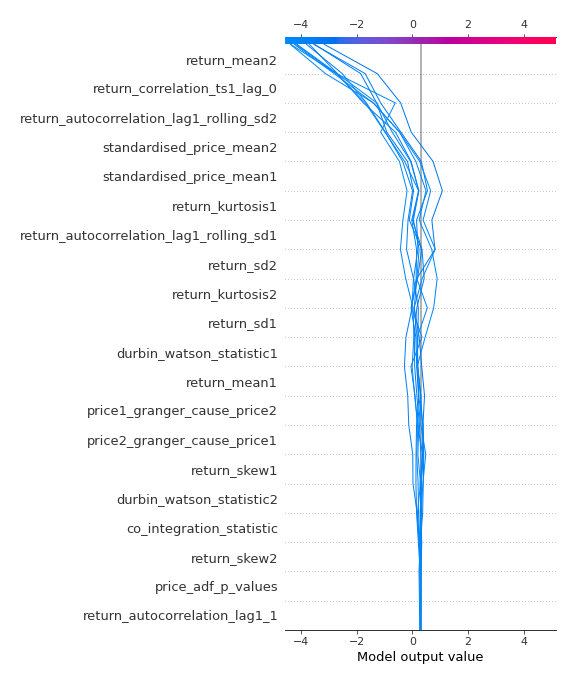 −4 −2 0 2 4
return_mean2
return_correlation_ts1_lag_0
return_autocorrelation_lag1_rolling_sd2
standardised_price_mean2
standardised_price_mean1
return_kurtosis1
return_autocorrelation_lag1_rolling_sd1
return_sd2
return_kurtosis2
return_sd1
durbin_watson_statistic1
return_mean1
price1_granger_cause_price2
price2_granger_cause_price1
return_skew1
durbin_watson_statistic2
co_integration_statistic
return_skew2
price_adf_p_values
return_autocorrelation_lag1_1
−4 −2 0 2 4
Model output value